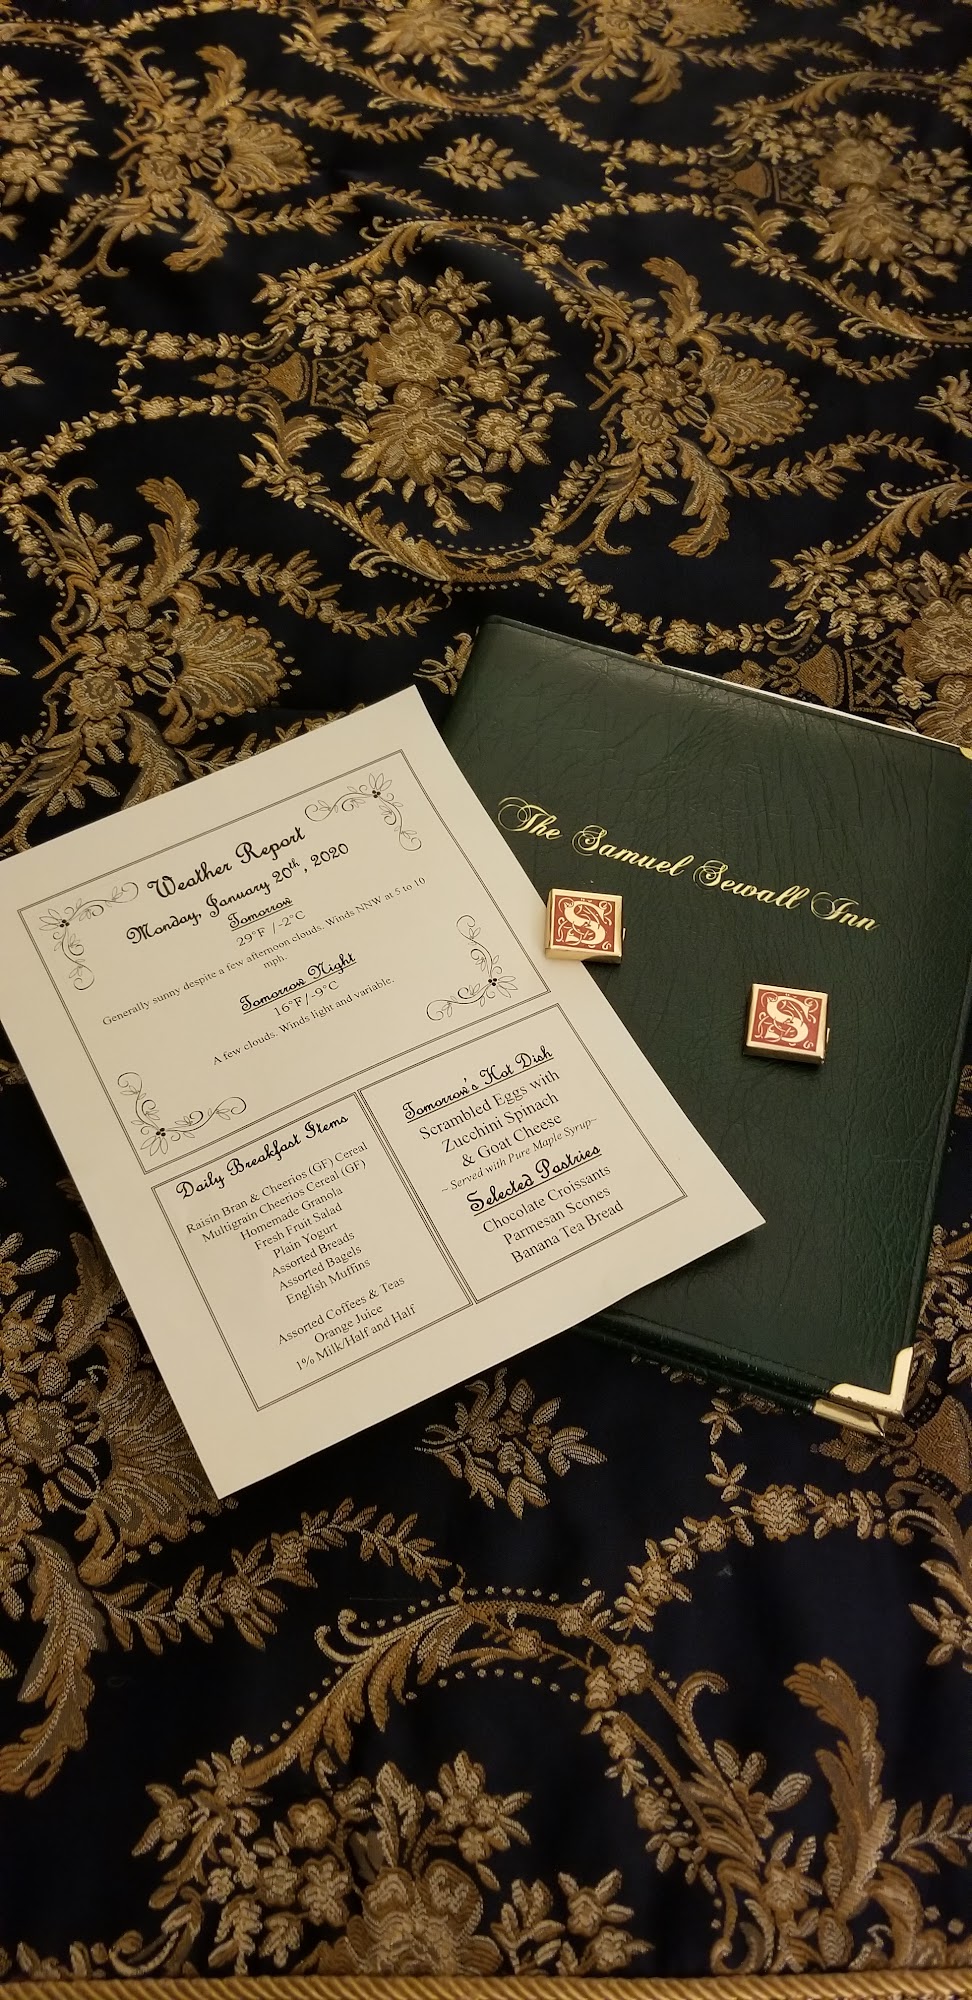 Weather Report
Monday, January 20th, 2020
Tomorrow
29°F /-2°C
Generally sunny despite a few afternoon clouds. Winds NNW at 5 to 10
mph.
Tomorrow Night
16°F/-9°C
A few clouds. Winds light and variable.
Daily Breakfast Items
Raisin Bran & Cheerios (GF) Cereal
Multigrain Cheerios Cereal (GF)
Homemade Granola
Fresh Fruit Salad
Plain Yogurt
Assorted Breads
Assorted Bagels
English Muffins
Assorted Coffees & Teas
Orange Juice
1% Milk/Half and Half
Tomorrow's Hot Dish
Scrambled Eggs with
Zucchini Spinach
& Goat Cheese
~ Served with Pure Maple Syrup~
Selected Pastries
Chocolate Croissants
Parmesan Scones
Banana Tea Bread
The Samuel Sewall Inn
S
S